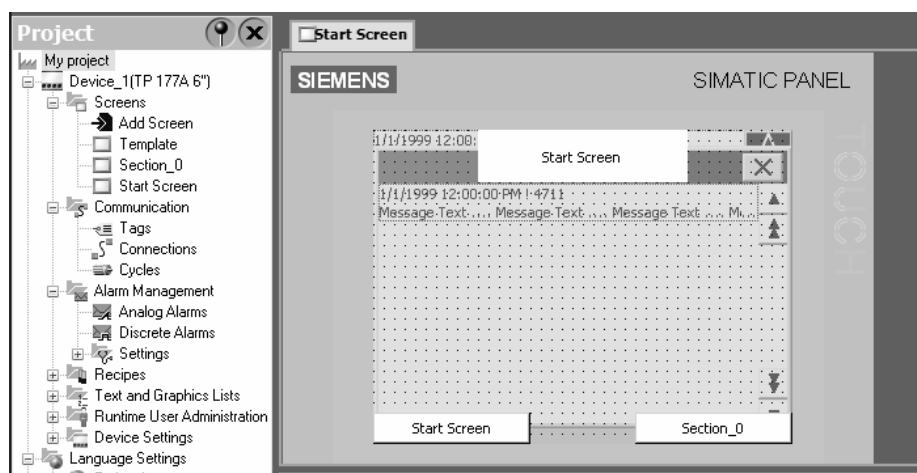 Project
My project
Device_1(TP 177A 6")
Screens
Add Screen
Template
Section_0
Start Screen
Communication
Tags
Connections
Cycles
Alarm Management
Analog Alarms
Discrete Alarms
Settings
Recipes
Text and Graphics Lists
Runtime User Administration
Device Settings
Language Settings
Start Screen
SIEMENS
SIMATIC PANEL
TOUCH
1/1/1999 12:00:
Start Screen
1/1/1999 12:00:00 PM ! 4711
Message Text .... Message Text .... Message Text .... M...
Start Screen
Section_0